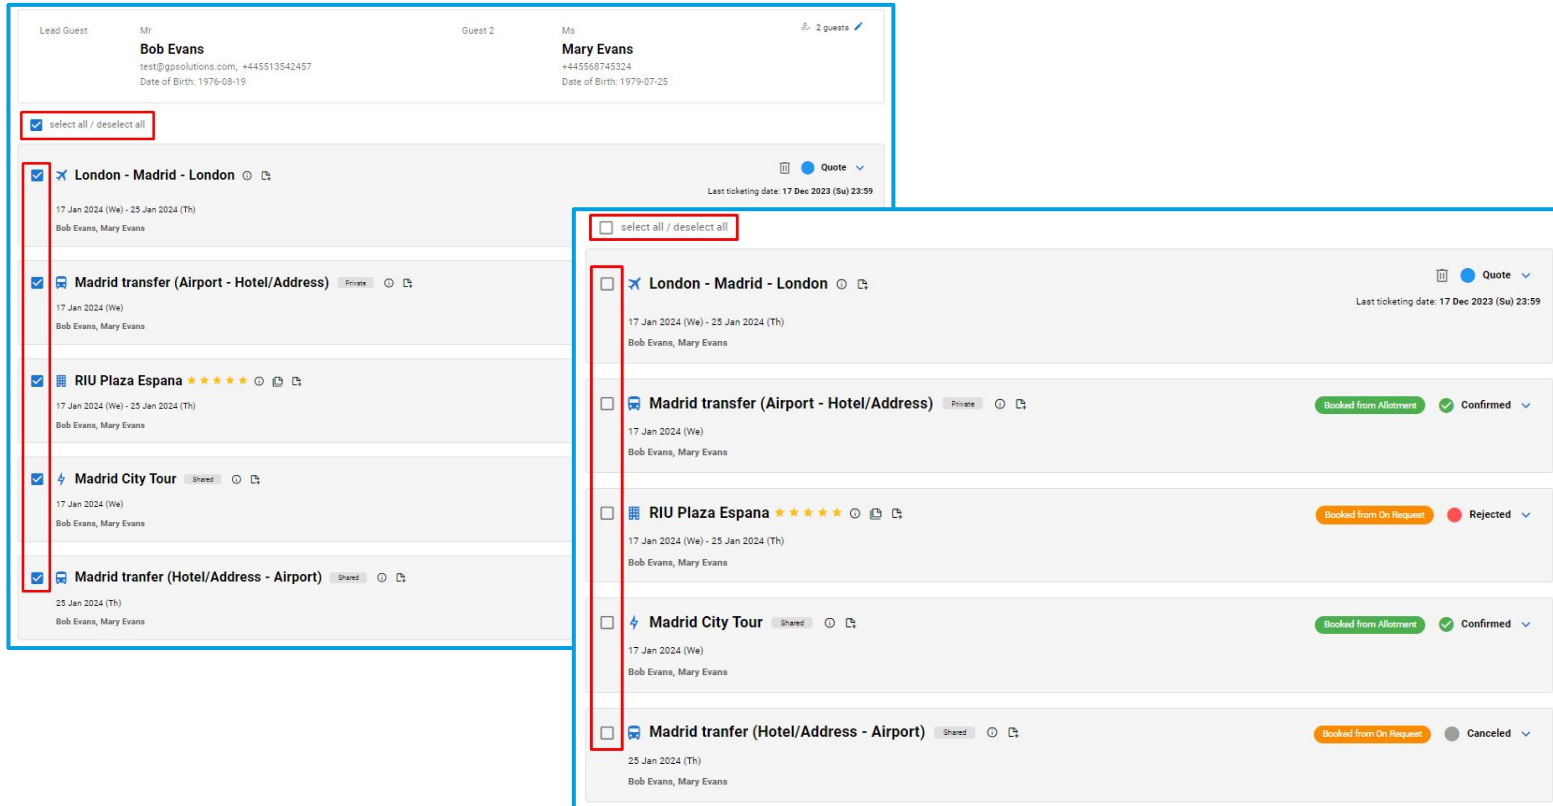 Lead Guest
Mr
Bob Evans
test@gpsolutions.com, +445513542457
Date of Birth: 1976-08-19
Guest 2
Ms
Mary Evans
+445568745324
Date of Birth: 1979-07-25
2 guests
select all / deselect all
London - Madrid - London
Quote
Last ticketing date: 17 Dec 2023 (Su) 23:59
17 Jan 2024 (We) - 25 Jan 2024 (Th)
Bob Evans, Mary Evans
Madrid transfer (Airport - Hotel/Address) Private
17 Jan 2024 (We)
Bob Evans, Mary Evans
RIU Plaza Espana
17 Jan 2024 (We) - 25 Jan 2024 (Th)
Bob Evans, Mary Evans
Madrid City Tour Shared
17 Jan 2024 (We)
Bob Evans, Mary Evans
Madrid tranfer (Hotel/Address - Airport) Shared
25 Jan 2024 (Th)
Bob Evans, Mary Evans
select all / deselect all
London - Madrid - London
Quote
Last ticketing date: 17 Dec 2023 (Su) 23:59
17 Jan 2024 (We) - 25 Jan 2024 (Th)
Bob Evans, Mary Evans
Madrid transfer (Airport - Hotel/Address) Private
Booked from Allotment Confirmed
17 Jan 2024 (We)
Bob Evans, Mary Evans
RIU Plaza Espana
Booked from On Request Rejected
17 Jan 2024 (We) - 25 Jan 2024 (Th)
Bob Evans, Mary Evans
Madrid City Tour Shared
Booked from Allotment Confirmed
17 Jan 2024 (We)
Bob Evans, Mary Evans
Madrid tranfer (Hotel/Address - Airport) Shared
Booked from On Request Canceled
25 Jan 2024 (Th)
Bob Evans, Mary Evans